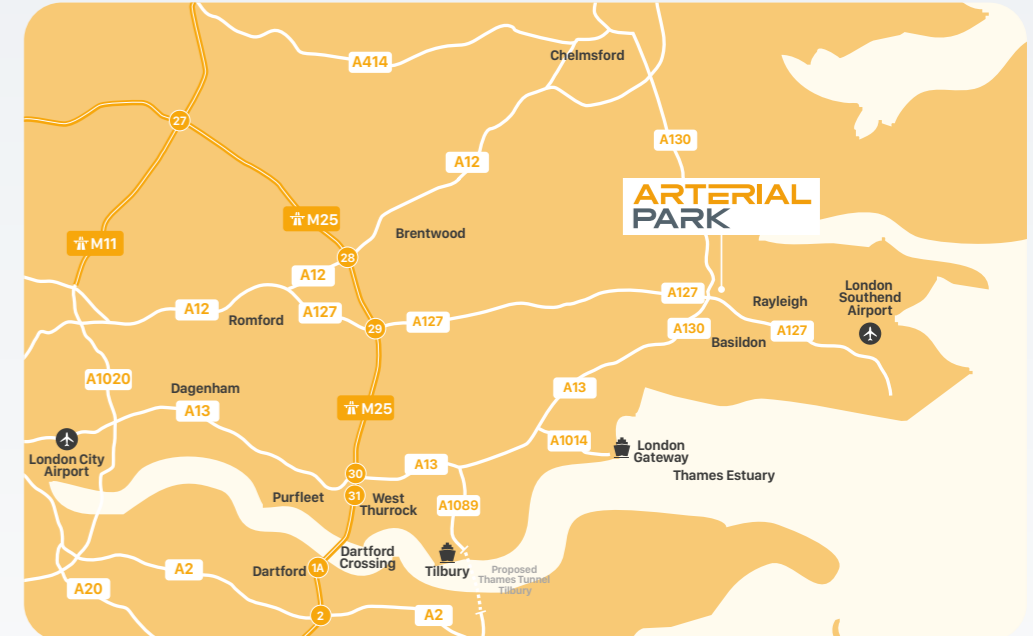 Chelmsford
A414
27
A130
A12
ARTERIAL
PARK
M25
Brentwood
M11
28
A12
London
Southend
Airport
A127
Rayleigh
A12
A127
Romford
A127
29
A130
A127
Basildon
A1020
Dagenham
A13
A13
M25
London City
Airport
A1014
London
Gateway
A13
30
Thames Estuary
Purfleet
31
West
Thurrock
A1089
Dartford
Crossing
Tilbury
Proposed
Thames Tunnel
Tilbury
A2
Dartford
1A
A20
2
A2